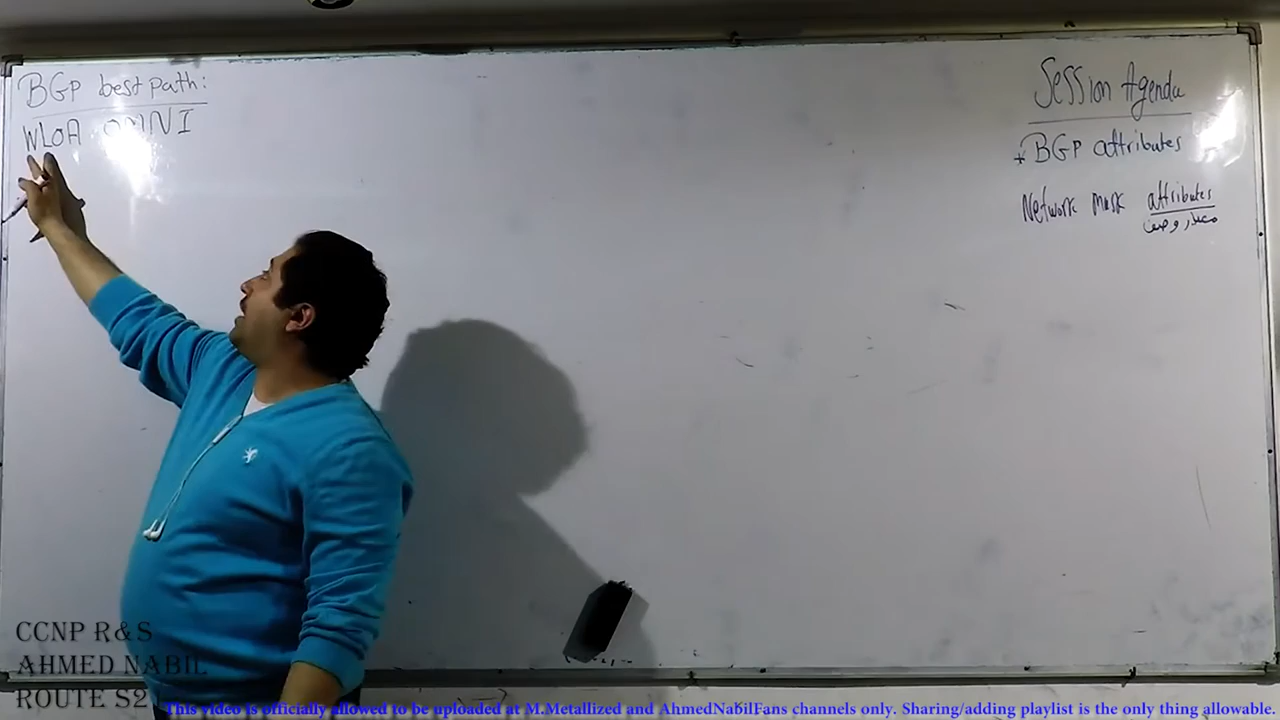 BGP best path:
WLOA OMNI
Session Agenda
* BGP attributes
Network mask attributes
CCNP R&S
AHMED NABIL
ROUTE S2
This video is officially allowed to be uploaded at M.Metallized and AhmedNabilFans channels only. Sharing/adding playlist is the only thing allowable.